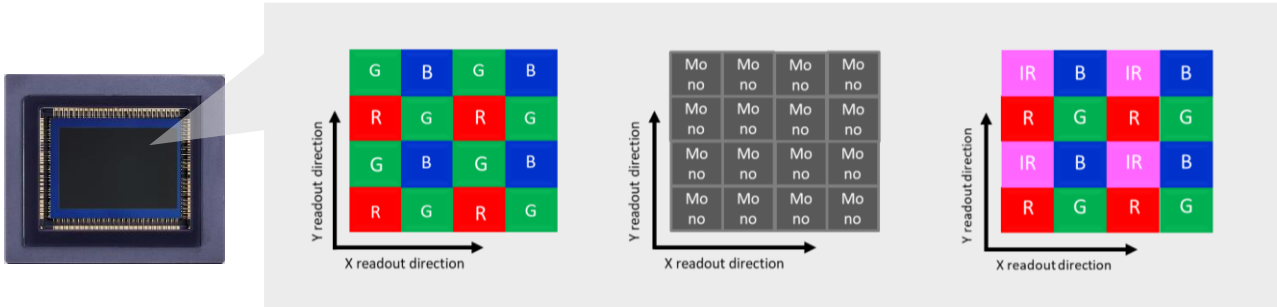 G B G B
R G R G
G B G B
R G R G
Y readout direction
X readout direction
Mo Mo Mo Mo
no no no no
Mo Mo Mo Mo
no no no no
Mo Mo Mo Mo
no no no no
Mo Mo Mo Mo
no no no no
Y readout direction
X readout direction
IR B IR B
R G R G
IR B IR B
R G R G
Y readout direction
X readout direction